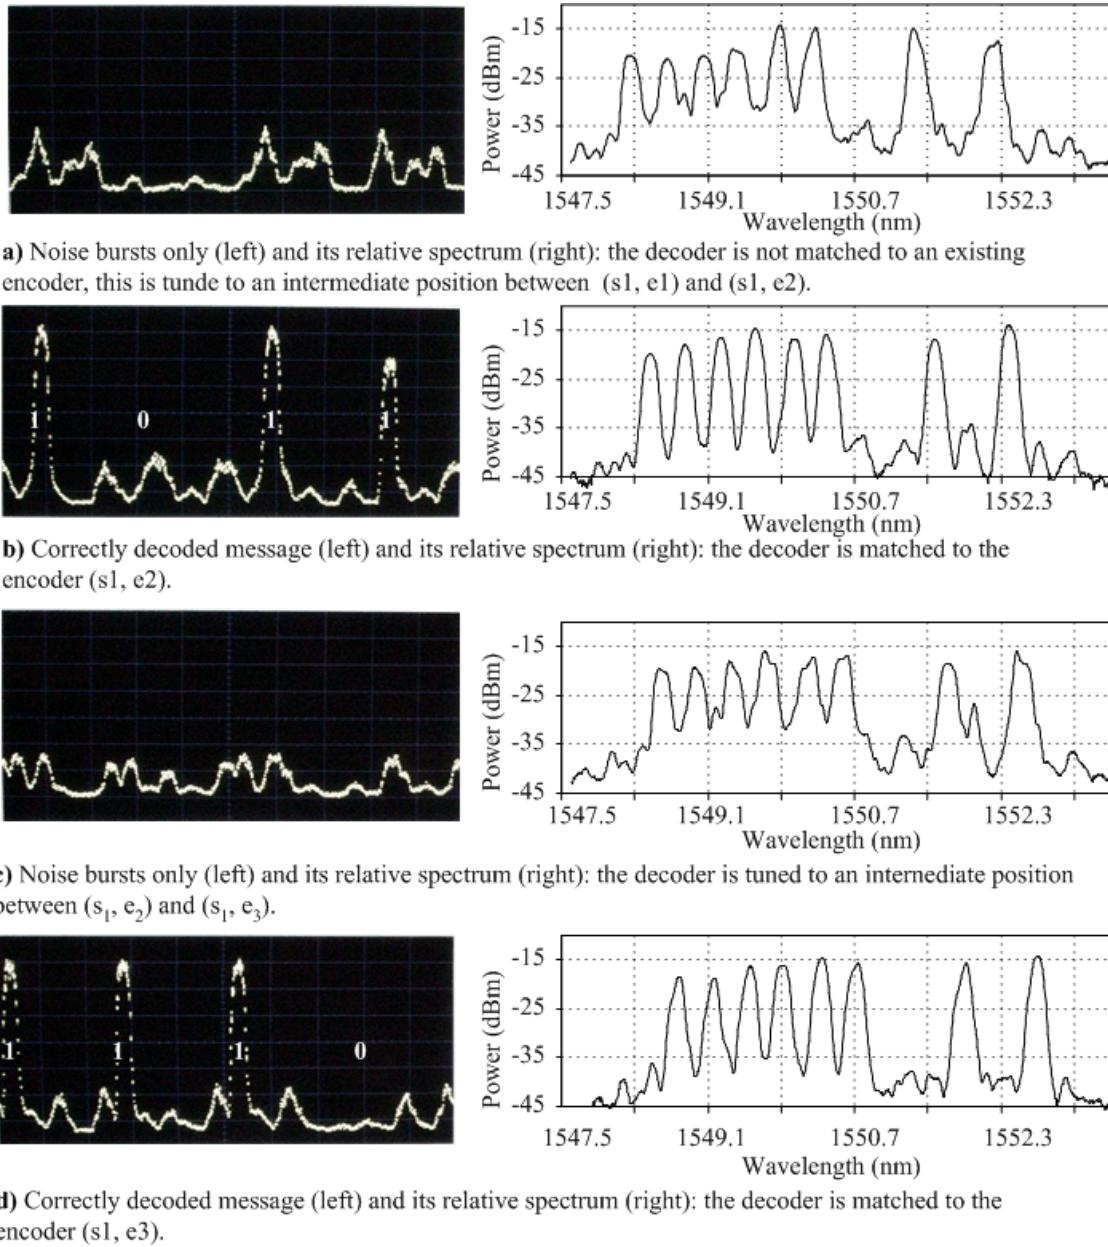 -15
-25
-35
-45
Power (dBm)
1547.5 1549.1 1550.7 1552.3
Wavelength (nm)
a) Noise bursts only (left) and its relative spectrum (right): the decoder is not matched to an existing
encoder, this is tunde to an intermediate position between (s1, e1) and (s1, e2).
1 0 1 1
-15
-25
-35
-45
Power (dBm)
1547.5 1549.1 1550.7 1552.3
Wavelength (nm)
b) Correctly decoded message (left) and its relative spectrum (right): the decoder is matched to the
encoder (s1, e2).
-15
-25
-35
-45
Power (dBm)
1547.5 1549.1 1550.7 1552.3
Wavelength (nm)
c) Noise bursts only (left) and its relative spectrum (right): the decoder is tuned to an internediate position
between (s1, e2) and (s1, e3).
1 1 1 0
-15
-25
-35
-45
Power (dBm)
1547.5 1549.1 1550.7 1552.3
Wavelength (nm)
d) Correctly decoded message (left) and its relative spectrum (right): the decoder is matched to the
encoder (s1, e3).